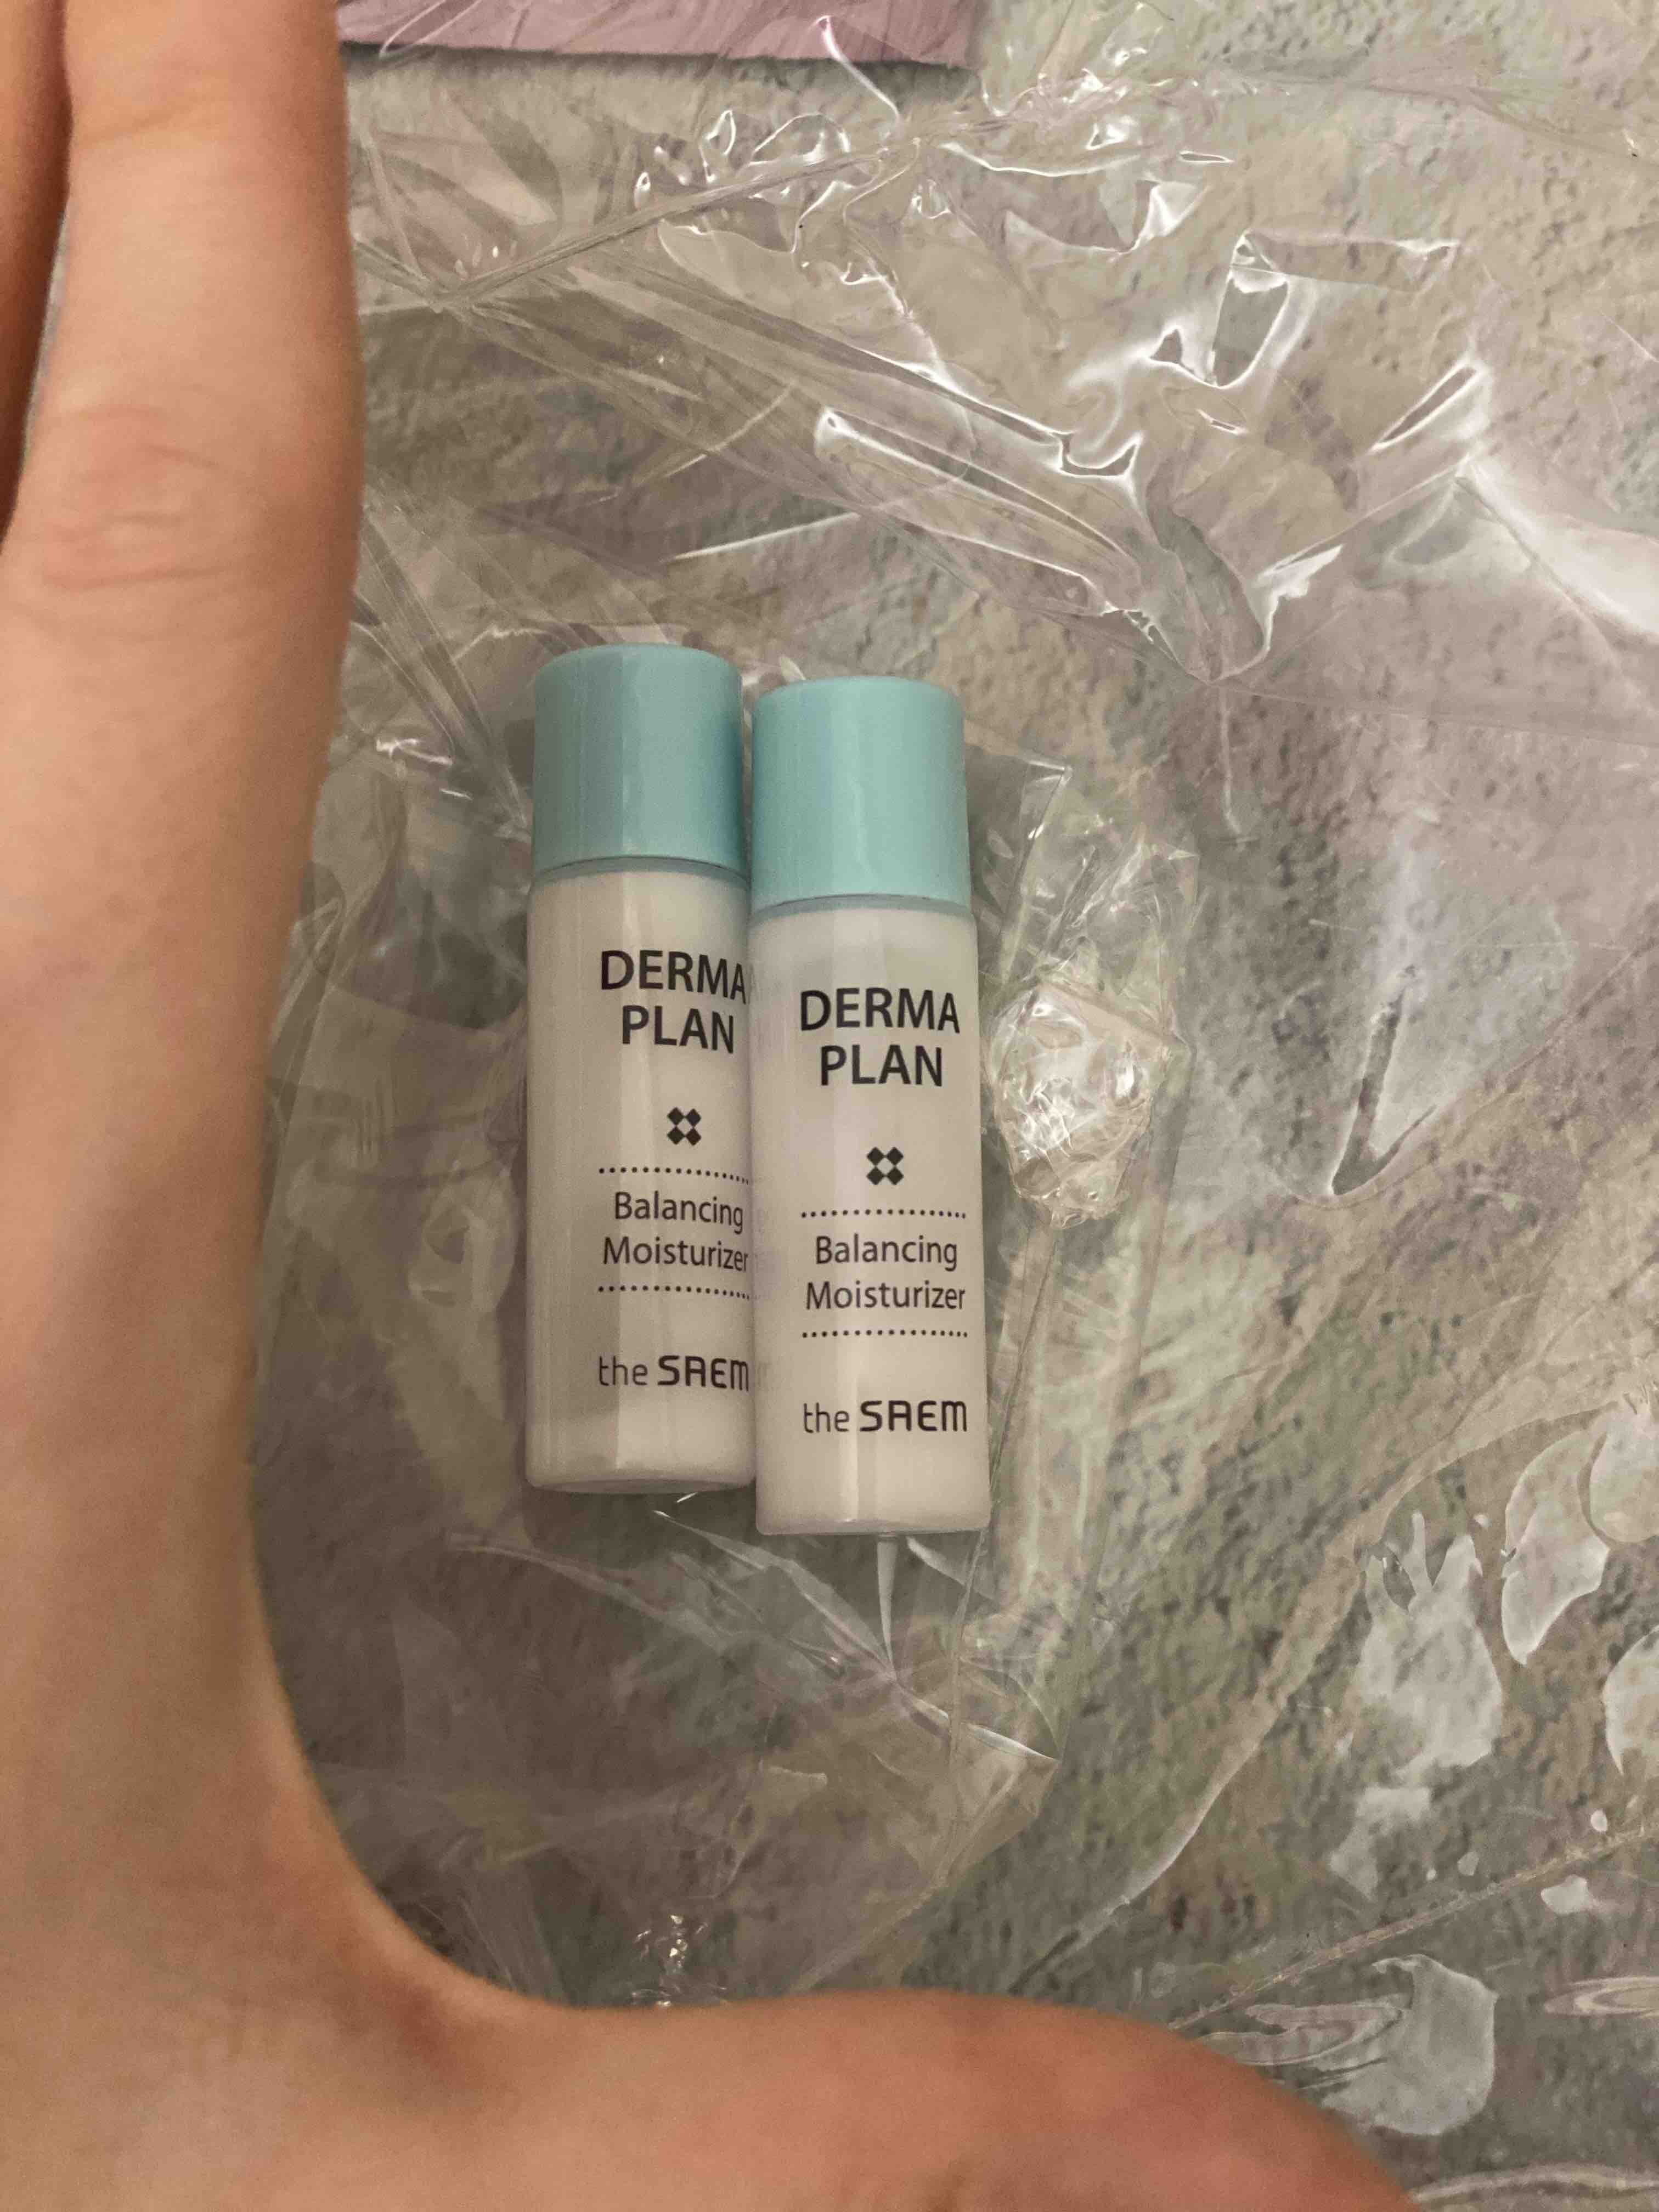 DERMA
PLAN
Balancing
Moisturizer
the SAEM
DERMA
PLAN
Balancing
Moisturizer
the SAEM